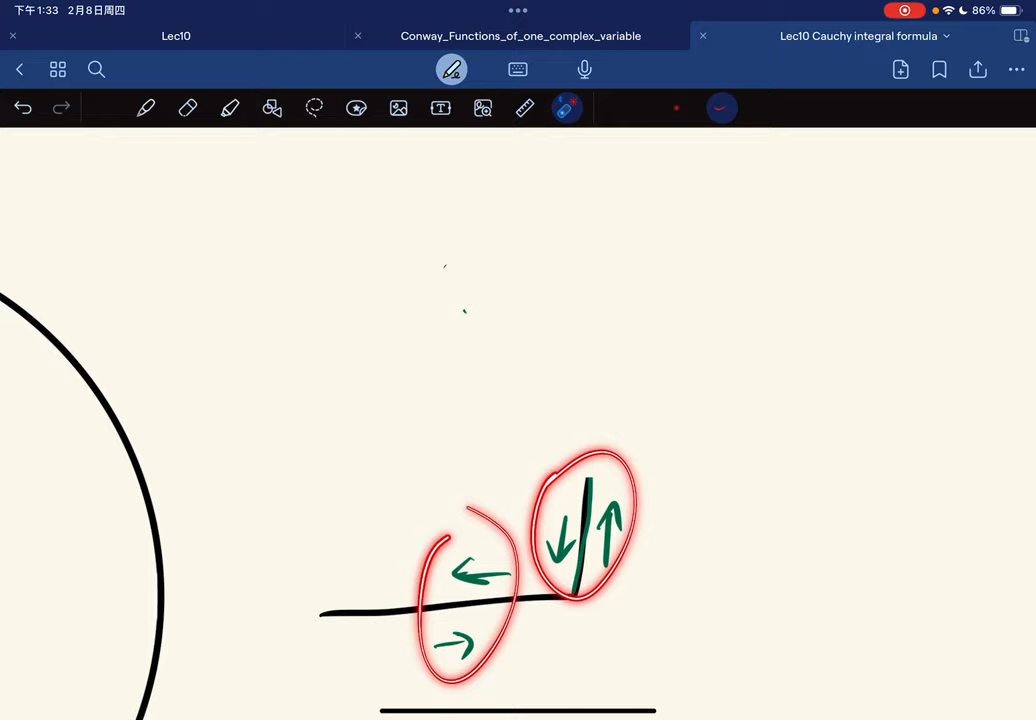 下午1:33 2月8日周四
86%
Lec10
Conway_Functions_of_one_complex_variable
Lec10 Cauchy integral formula